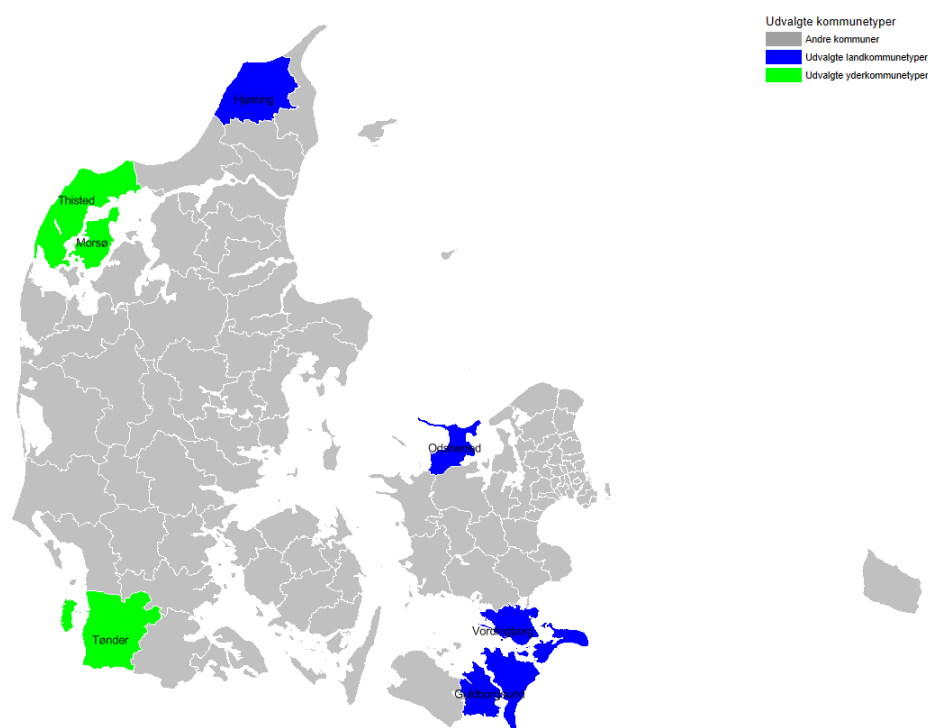 Udvalgte kommunetyper
Andre kommuner
Udvalgte landkommunetyper
Udvalgte yderkommunetyper
Hjørring
Thisted
Morsø
Odsherred
Tønder
Vordingborg
Guldborgsund